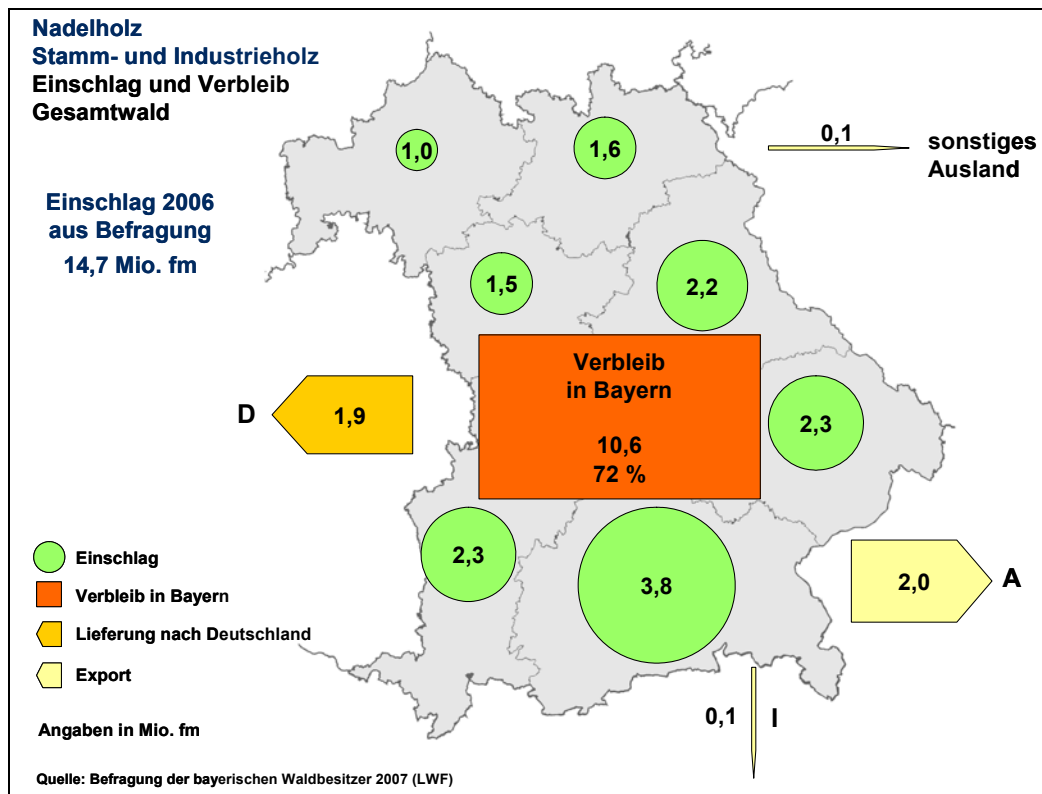 Nadelholz
Stamm- und Industrieholz
Einschlag und Verbleib
Gesamtwald
Einschlag 2006
aus Befragung
14,7 Mio. fm
1,0
1,6
0,1
sonstiges
Ausland
1,5
2,2
Verbleib
in Bayern
10,6
72 %
D
1,9
2,3
2,3
3,8
2,0
A
0,1
I
Einschlag
Verbleib in Bayern
Lieferung nach Deutschland
Export
Angaben in Mio. fm
Quelle: Befragung der bayerischen Waldbesitzer 2007 (LWF)